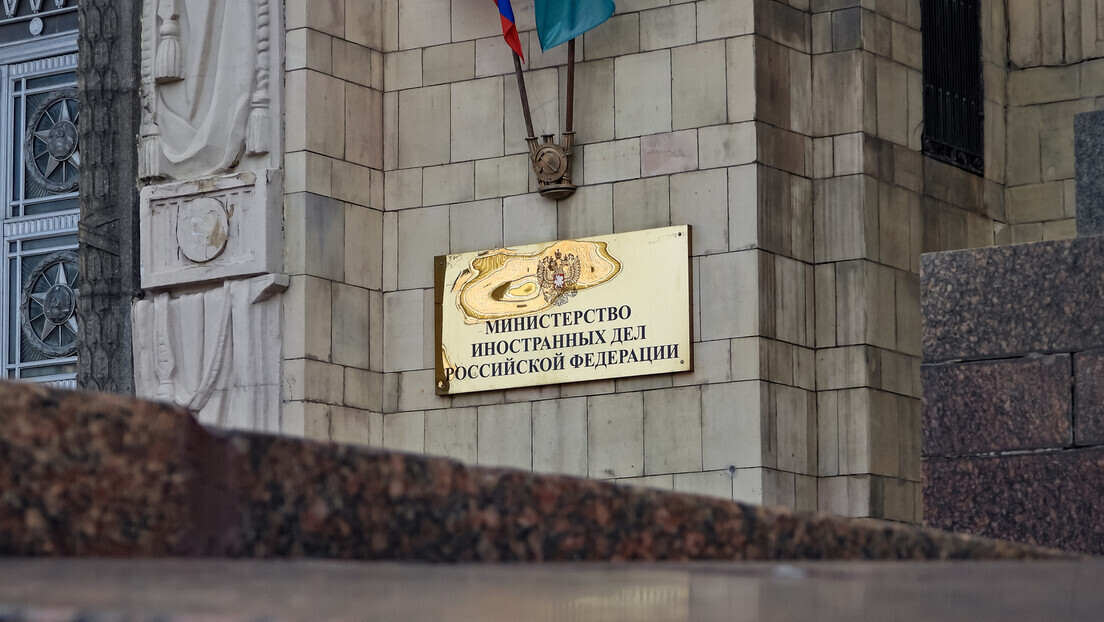 МИНИСТЕРСТВО
ИНОСТРАННЫХ ДЕЛ
РОССИЙСКОЙ ФЕДЕРАЦИИ